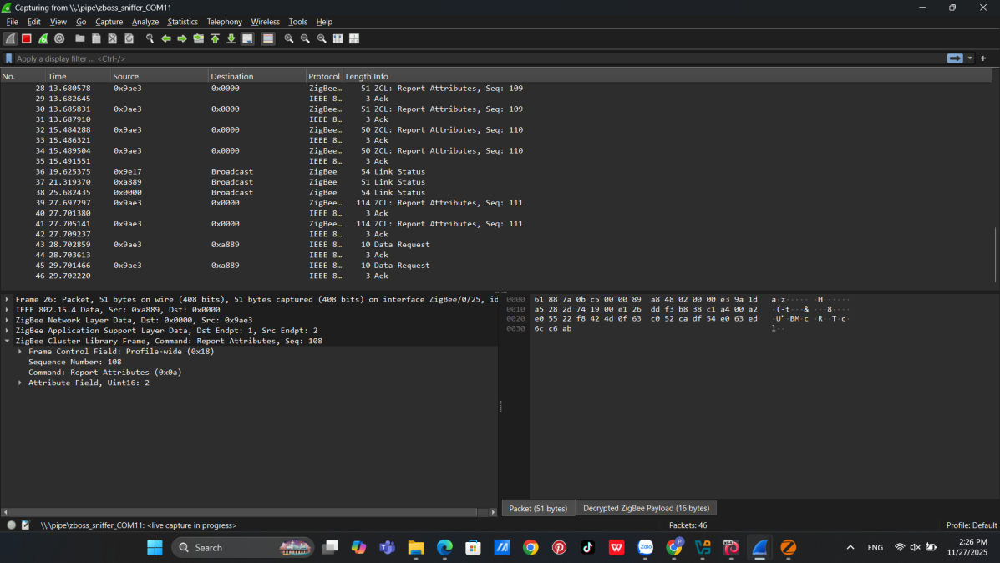 Capturing from \\.\pipe\zboss_sniffer_COM11
File Edit View Go Capture Analyze Statistics Telephony Wireless Tools Help
Apply a display filter ... <Ctrl-/>
No. Time Source Destination Protocol Length Info
28 13.680578 0x9ae3 0x0000 ZigBee… 51 ZCL: Report Attributes, Seq: 109
29 13.682645 IEEE 8… 3 Ack
30 13.685831 0x9ae3 0x0000 ZigBee… 51 ZCL: Report Attributes, Seq: 109
31 13.687910 IEEE 8… 3 Ack
32 15.484288 0x9ae3 0x0000 ZigBee… 50 ZCL: Report Attributes, Seq: 110
33 15.486321 IEEE 8… 3 Ack
34 15.489504 0x9ae3 0x0000 ZigBee… 50 ZCL: Report Attributes, Seq: 110
35 15.491551 IEEE 8… 3 Ack
36 19.625375 0x9e17 Broadcast ZigBee 54 Link Status
37 21.319370 0xa889 Broadcast ZigBee 51 Link Status
38 25.682435 0x0000 Broadcast ZigBee 54 Link Status
39 27.697297 0x9ae3 0x0000 ZigBee… 114 ZCL: Report Attributes, Seq: 111
40 27.701380 IEEE 8… 3 Ack
41 27.705141 0x9ae3 0x0000 ZigBee… 114 ZCL: Report Attributes, Seq: 111
42 27.709237 IEEE 8… 3 Ack
43 28.702859 0x9ae3 0xa889 IEEE 8… 10 Data Request
44 28.703613 IEEE 8… 3 Ack
45 29.701466 0x9ae3 0xa889 IEEE 8… 10 Data Request
46 29.702220 IEEE 8… 3 Ack
Frame 26: Packet, 51 bytes on wire (408 bits), 51 bytes captured (408 bits) on interface ZigBee/0/25, id
IEEE 802.15.4 Data, Src: 0xa889, Dst: 0x0000
ZigBee Network Layer Data, Dst: 0x0000, Src: 0x9ae3
ZigBee Application Support Layer Data, Dst Endpt: 1, Src Endpt: 2
ZigBee Cluster Library Frame, Command: Report Attributes, Seq: 108
Frame Control Field: Profile-wide (0x18)
Sequence Number: 108
Command: Report Attributes (0x0a)
Attribute Field, Uint16: 2
0000 61 88 7a 0b c5 00 00 89 a8 48 02 00 00 e3 9a 1d a·z····· ·H······
0010 a5 28 2d 74 19 00 e1 26 dd f3 b8 38 c1 a4 00 a2 ·(-t···& ···8····
0020 e0 55 22 f8 42 4d 0f 63 c0 52 ca df 54 e0 63 ed ·U"·BM·c ·R··T·c·
0030 6c c6 ab l··
Packet (51 bytes) Decrypted ZigBee Payload (16 bytes)
\\.\pipe\zboss_sniffer_COM11: <live capture in progress> Packets: 46 Profile: Default
Search
Zalo
P
ENG
2:26 PM
11/27/2025